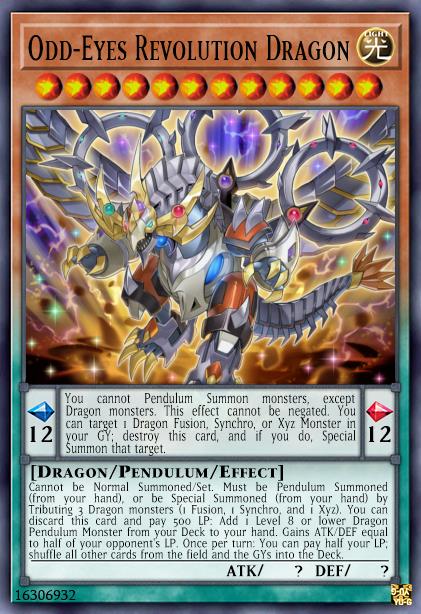 Odd-Eyes Revolution Dragon
LIGHT
光
You cannot Pendulum Summon monsters, except
Dragon monsters. This effect cannot be negated. You
can target 1 Dragon Fusion, Synchro, or Xyz Monster in
your GY; destroy this card, and if you do, Special
Summon that target.
12
12
[Dragon/Pendulum/Effect]
Cannot be Normal Summoned/Set. Must be Pendulum Summoned
(from your hand), or be Special Summoned (from your hand) by
Tributing 3 Dragon monsters (1 Fusion, 1 Synchro, and 1 Xyz). You can
discard this card and pay 500 LP: Add 1 Level 8 or lower Dragon
Pendulum Monster from your Deck to your hand. Gains ATK/DEF equal
to half of your opponent's LP. Once per turn: You can pay half your LP;
shuffle all other cards from the field and the GYs into the Deck.
ATK/ ? DEF/ ?
16306932